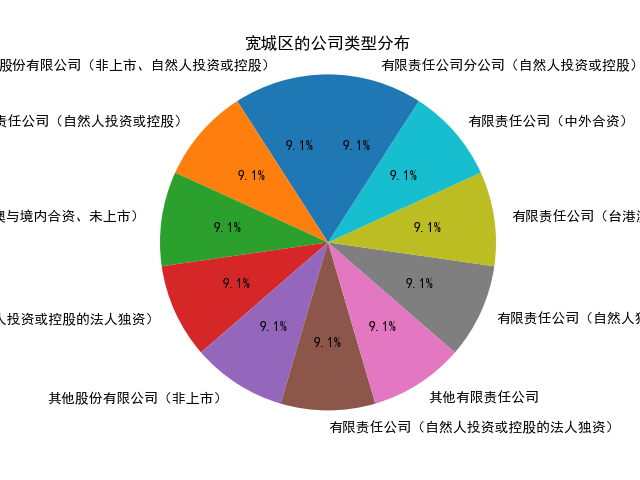 宽城区的公司类型分布
股份有限公司（非上市、自然人投资或控股）
有限责任公司分公司（自然人投资或控股）
责任公司（自然人投资或控股）
有限责任公司（中外合资）
9.1%
9.1%
9.1%
9.1%
澳与境内合资、未上市）
有限责任公司（台港澳
9.1%
9.1%
9.1%
9.1%
人投资或控股的法人独资）
有限责任公司（自然人独
9.1%
9.1%
9.1%
其他股份有限公司（非上市）
其他有限责任公司
有限责任公司（自然人投资或控股的法人独资）